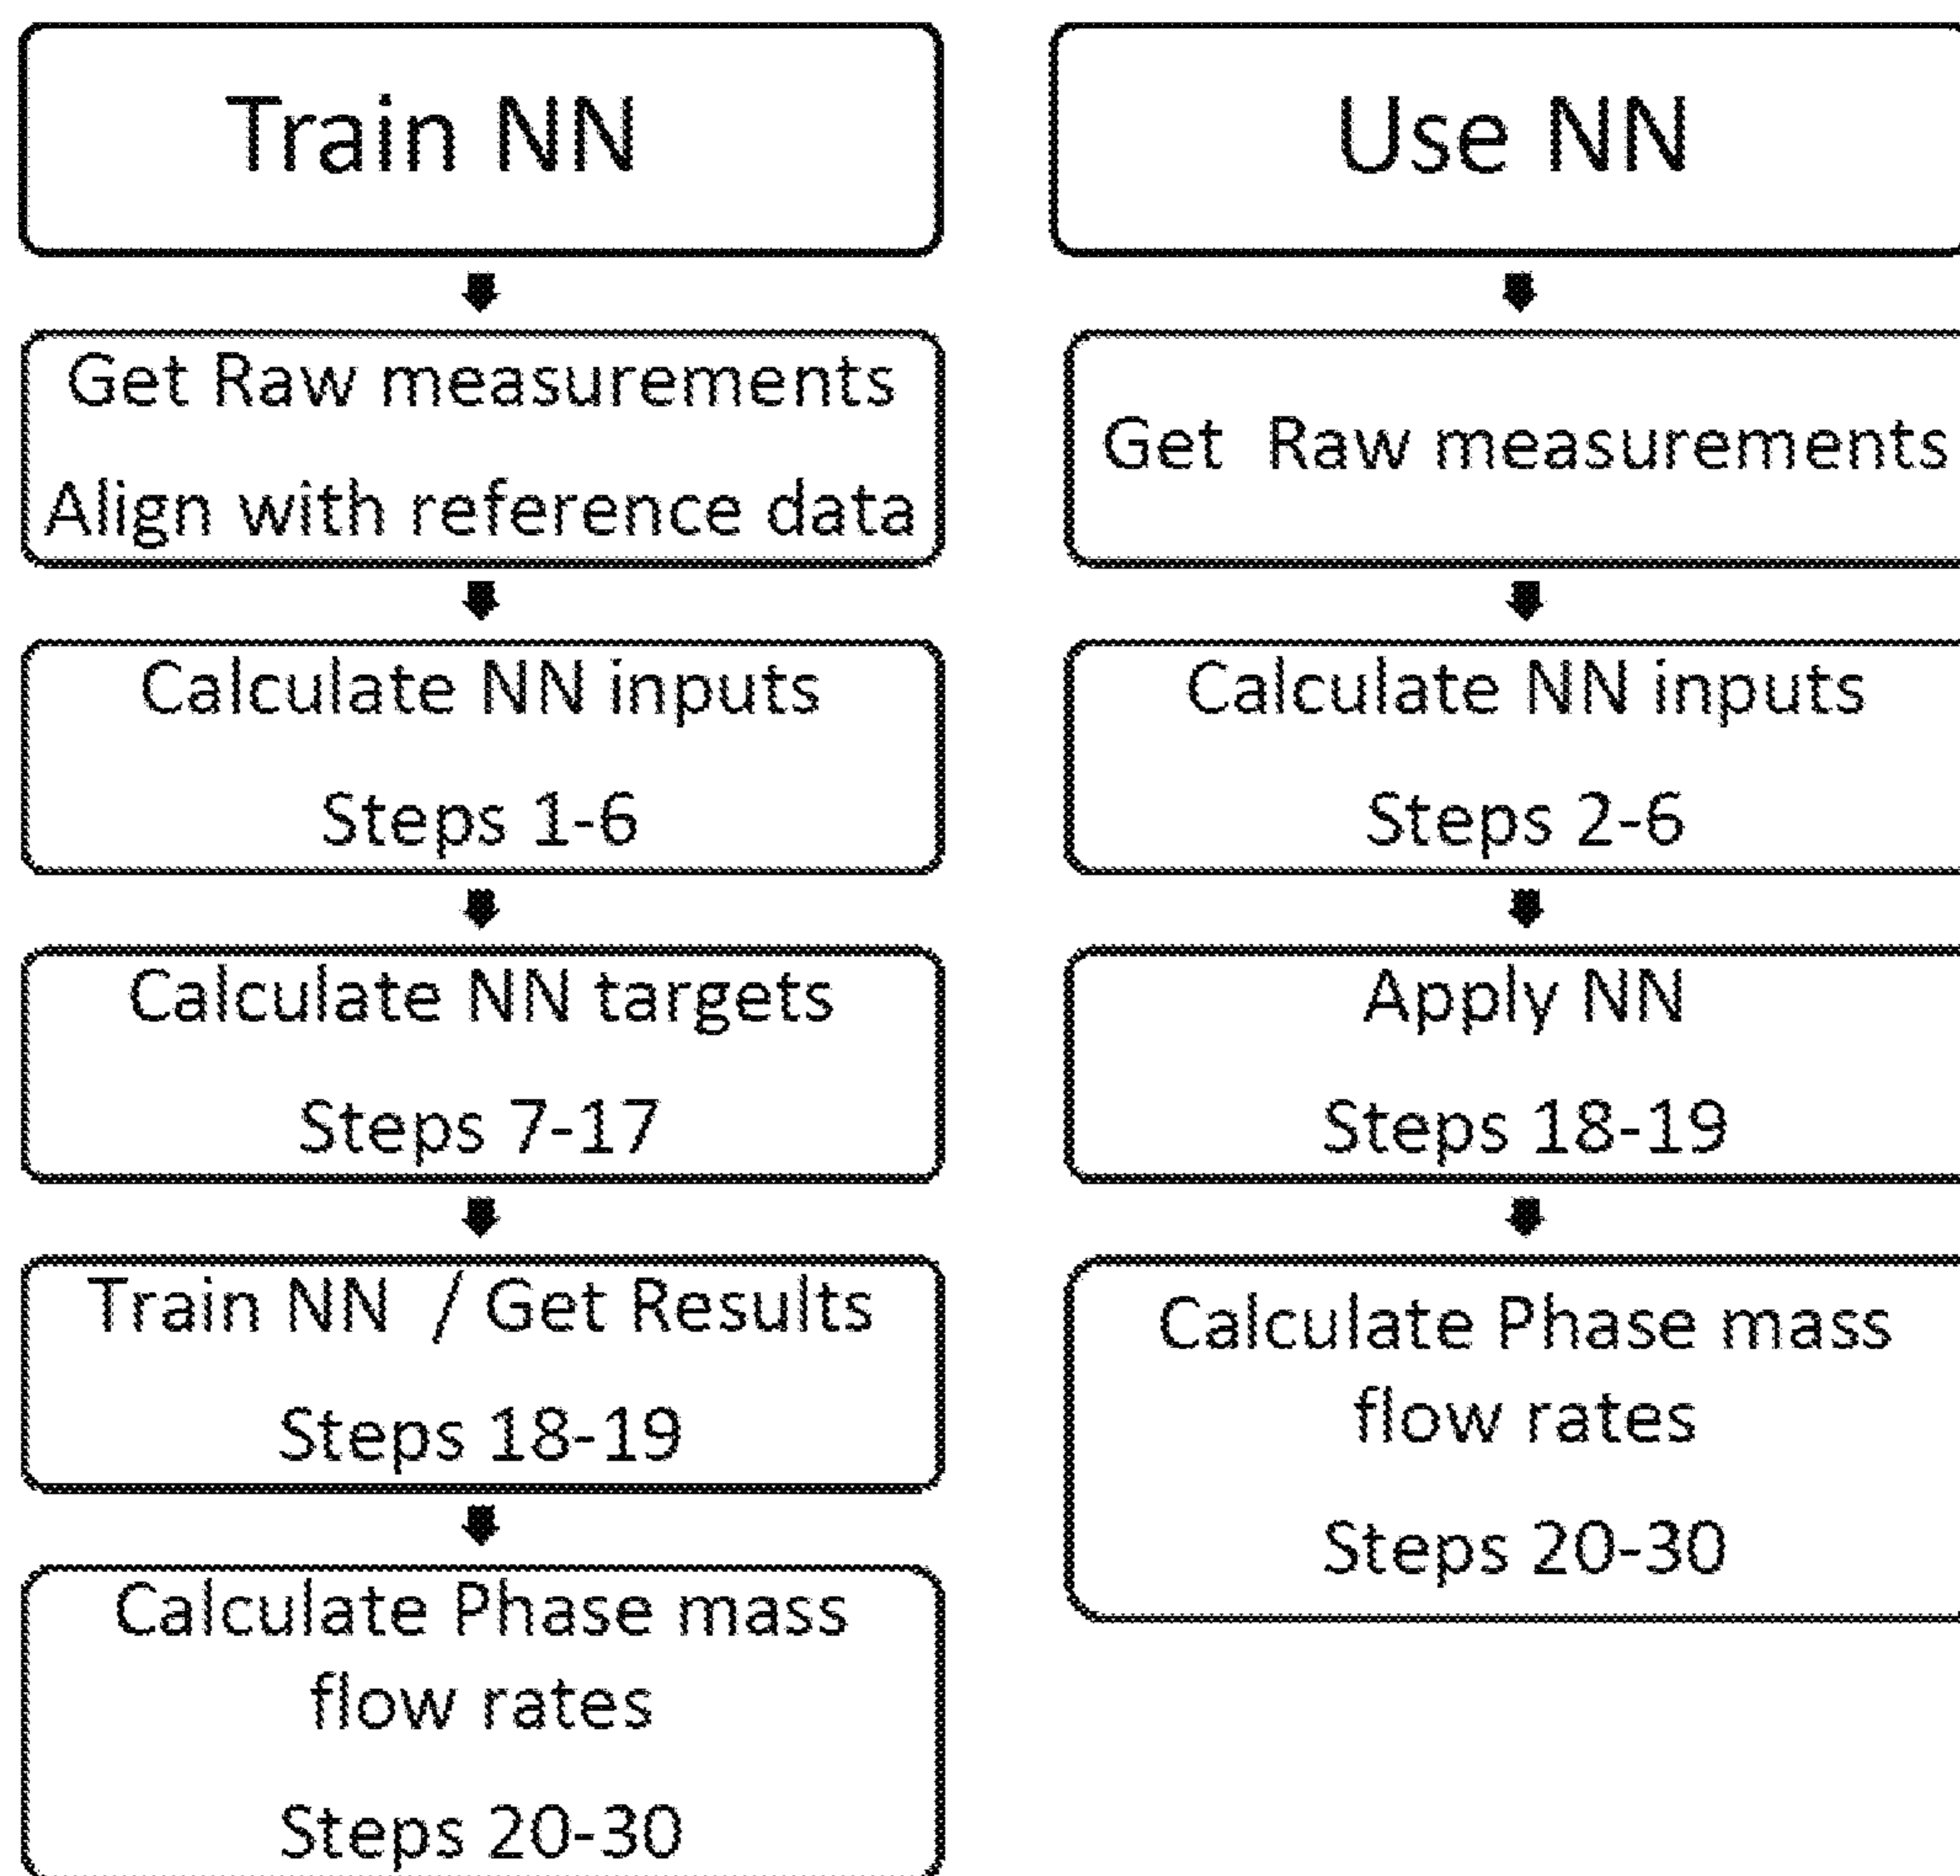 Train NN
Get Raw measurements
Align with reference data
Calculate NN inputs
Steps 1-6
Calculate NN targets
Steps 7-17
Train NN / Get Results
Steps 18-19
Calculate Phase mass
flow rates
Steps 20-30
Use NN
Get Raw measurements
Calculate NN inputs
Steps 2-6
Apply NN
Steps 18-19
Calculate Phase mass
flow rates
Steps 20-30